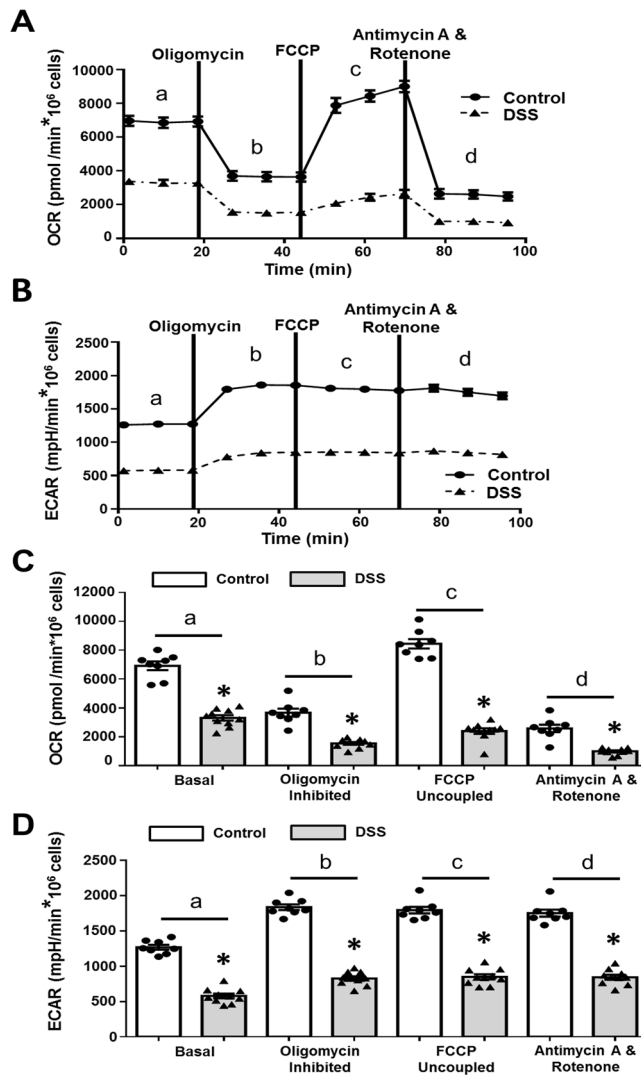 A
Oligomycin
FCCP
Antimycin A &
Rotenone
OCR (pmol /min*10⁶ cells)
10000
8000
6000
4000
2000
0
a
b
c
d
Control
DSS
0
20
40
60
80
100
Time (min)
B
Oligomycin
FCCP
Antimycin A &
Rotenone
ECAR (mpH/min*10⁶ cells)
2500
2000
1500
1000
500
0
a
b
c
d
Control
DSS
0
20
40
60
80
100
Time (min)
C
Control
DSS
OCR (pmol /min*10⁶ cells)
12000
10000
8000
6000
4000
2000
0
a
*
b
*
c
*
d
*
Basal
Oligomycin
Inhibited
FCCP
Uncoupled
Antimycin A &
Rotenone
D
Control
DSS
ECAR (mpH/min*10⁶ cells)
2500
2000
1500
1000
500
0
a
*
b
*
c
*
d
*
Basal
Oligomycin
Inhibited
FCCP
Uncoupled
Antimycin A &
Rotenone